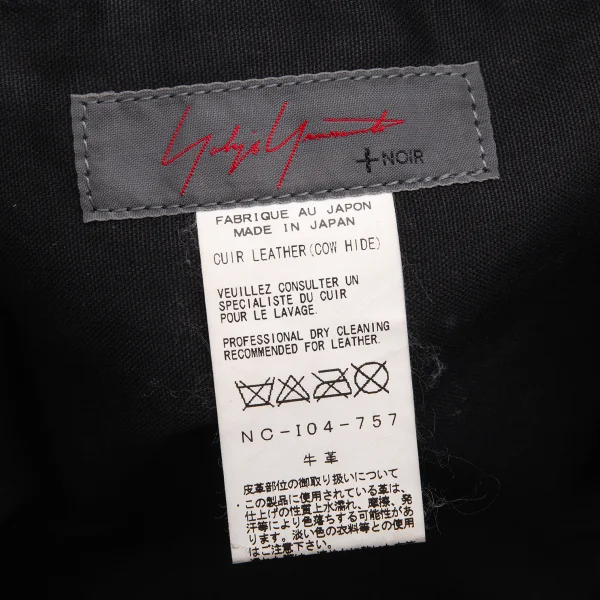 Yohji Yamamoto
+NOIR
FABRIQUE AU JAPON
MADE IN JAPAN
CUIR LEATHER(COW HIDE)
VEUILLEZ CONSULTER UN
SPECIALISTE DU CUIR
POUR LE LAVAGE.
PROFESSIONAL DRY CLEANING
RECOMMENDED FOR LEATHER.
NC-I04-757
牛革
皮革部位の御取り扱いについて
・この製品に使用されている革は、
仕上げの性質上水濡れ、摩擦、発
汗等により色落ちする可能性があ
ります。淡い色の衣料等との使用
はご注意下さい。